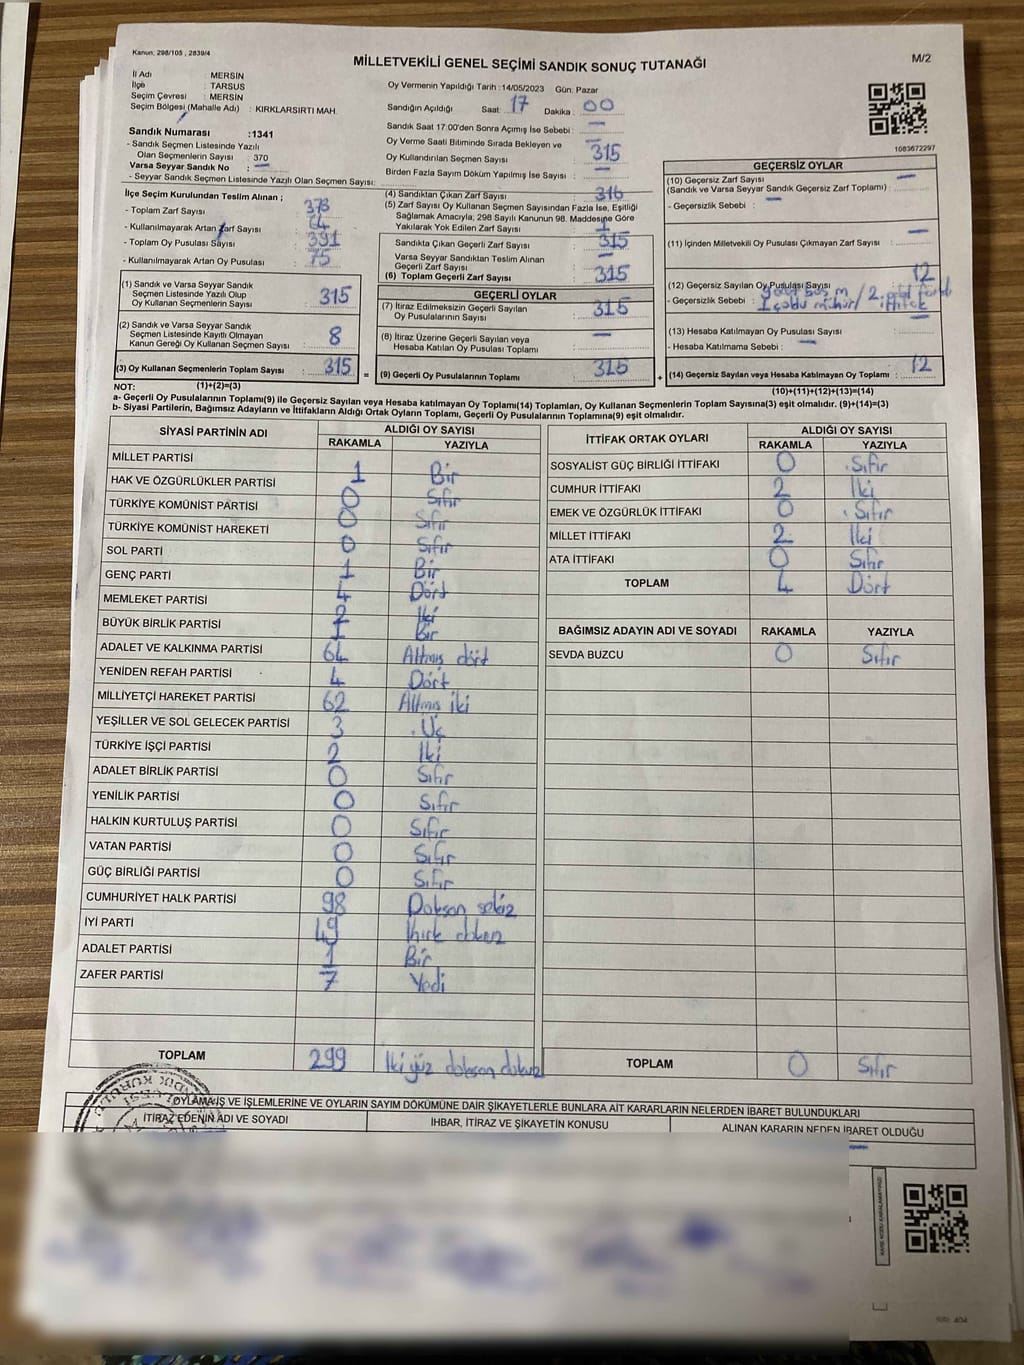 Kanun: 298/105 , 2839/4
MİLLETVEKİLİ GENEL SEÇİMİ SANDIK SONUÇ TUTANAĞI
M/2
İl Adı MERSİN
İlçe : TARSUS
Seçim Çevresi : MERSİN
Seçim Bölgesi (Mahalle Adı) : KIRKLARSIRTI MAH.
Sandık Numarası :1341
- Sandık Seçmen Listesinde Yazılı
Olan Seçmenlerin Sayısı : 370
Varsa Seyyar Sandık No : —
- Seyyar Sandık Seçmen Listesinde Yazılı Olan Seçmen Sayısı:
Oy Vermenin Yapıldığı Tarih :14/05/2023 Gün: Pazar
Sandığın Açıldığı Saat: 17 Dakika : 00
Sandık Saat 17:00'den Sonra Açılmış İse Sebebi : —
Oy Verme Saati Bitiminde Sırada Bekleyen ve
Oy Kullandırılan Seçmen Sayısı : 315
Birden Fazla Sayım Döküm Yapılmış İse Sayısı : —
1083672297
İlçe Seçim Kurulundan Teslim Alınan ;
- Toplam Zarf Sayısı : 378
- Kullanılmayarak Artan Zarf Sayısı : 64
- Toplam Oy Pusulası Sayısı : 391
- Kullanılmayarak Artan Oy Pusulası : 75
(4) Sandıktan Çıkan Zarf Sayısı : 316
(5) Zarf Sayısı Oy Kullanan Seçmen Sayısından Fazla İse, Eşitliği
Sağlamak Amacıyla; 298 Sayılı Kanunun 98. Maddesine Göre
Yakılarak Yok Edilen Zarf Sayısı : 1
Sandıkta Çıkan Geçerli Zarf Sayısı : 315
Varsa Seyyar Sandıktan Teslim Alınan
Geçerli Zarf Sayısı : —
(6) Toplam Geçerli Zarf Sayısı : 315
GEÇERSİZ OYLAR
(10) Geçersiz Zarf Sayısı —
(Sandık ve Varsa Seyyar Sandık Geçersiz Zarf Toplamı) :
- Geçersizlik Sebebi : —
(11) İçinden Milletvekili Oy Pusulası Çıkmayan Zarf Sayısı : —
(12) Geçersiz Sayılan Oy Pusulası Sayısı : 12
- Geçersizlik Sebebi :
(13) Hesaba Katılmayan Oy Pusulası Sayısı :
- Hesaba Katılmama Sebebi : —
(14) Geçersiz Sayılan veya Hesaba Katılmayan Oy Toplamı : 12
(1) Sandık ve Varsa Seyyar Sandık
Seçmen Listesinde Yazılı Olup
Oy Kullanan Seçmenlerin Sayısı : 315
(2) Sandık ve Varsa Seyyar Sandık
Seçmen Listesinde Kayıtlı Olmayan
Kanun Gereği Oy Kullanan Seçmen Sayısı : 8
(3) Oy Kullanan Seçmenlerin Toplam Sayısı : 315 =
GEÇERLİ OYLAR
(7) İtiraz Edilmeksizin Geçerli Sayılan
Oy Pusulalarının Sayısı : 315
(8) İtiraz Üzerine Geçerli Sayılan veya
Hesaba Katılan Oy Pusulası Toplamı : —
(9) Geçerli Oy Pusulalarının Toplamı : 315 +
NOT: (1)+(2)=(3)
(10)+(11)+(12)+(13)=(14)
a- Geçerli Oy Pusulalarının Toplamı(9) ile Geçersiz Sayılan veya Hesaba katılmayan Oy Toplamı(14) Toplamları, Oy Kullanan Seçmenlerin Toplam Sayısına(3) eşit olmalıdır. (9)+(14)=(3)
b- Siyasi Partilerin, Bağımsız Adayların ve İttifakların Aldığı Ortak Oyların Toplamı, Geçerli Oy Pusulalarının Toplamına(9) eşit olmalıdır.
SİYASİ PARTİNİN ADI ALDIĞI OY SAYISI
RAKAMLA YAZIYLA
MİLLET PARTİSİ 1 Bir
HAK VE ÖZGÜRLÜKLER PARTİSİ 0 Sıfır
TÜRKİYE KOMÜNİST PARTİSİ 0 Sıfır
TÜRKİYE KOMÜNİST HAREKETİ 0 Sıfır
SOL PARTİ 1 Bir
GENÇ PARTİ 4 Dört
MEMLEKET PARTİSİ 2 İki
BÜYÜK BİRLİK PARTİSİ 1 Bir
ADALET VE KALKINMA PARTİSİ 64 Altmış dört
YENİDEN REFAH PARTİSİ 4 Dört
MİLLİYETÇİ HAREKET PARTİSİ 62 Altmış iki
YEŞİLLER VE SOL GELECEK PARTİSİ 3 Üç
TÜRKİYE İŞÇİ PARTİSİ 2 İki
ADALET BİRLİK PARTİSİ 0 Sıfır
YENİLİK PARTİSİ 0 Sıfır
HALKIN KURTULUŞ PARTİSİ 0 Sıfır
VATAN PARTİSİ 0 Sıfır
GÜÇ BİRLİĞİ PARTİSİ 0 Sıfır
CUMHURİYET HALK PARTİSİ 98 Doksan sekiz
İYİ PARTİ 49 Kırk dokuz
ADALET PARTİSİ 1 Bir
ZAFER PARTİSİ 7 Yedi
TOPLAM 299 İki yüz doksan dokuz
İTTİFAK ORTAK OYLARI ALDIĞI OY SAYISI
RAKAMLA YAZIYLA
SOSYALİST GÜÇ BİRLİĞİ İTTİFAKI 0 Sıfır
CUMHUR İTTİFAKI 2 İki
EMEK VE ÖZGÜRLÜK İTTİFAKI 0 Sıfır
MİLLET İTTİFAKI 2 İki
ATA İTTİFAKI 0 Sıfır
TOPLAM 4 Dört
BAĞIMSIZ ADAYIN ADI VE SOYADI RAKAMLA YAZIYLA
SEVDA BUZCU 0 Sıfır
TOPLAM 0 Sıfır
OYLAMA İŞ VE İŞLEMLERİNE VE OYLARIN SAYIM DÖKÜMÜNE DAİR ŞİKAYETLERLE BUNLARA AİT KARARLARIN NELERDEN İBARET BULUNDUKLARI
İTİRAZ EDENİN ADI VE SOYADI İHBAR, İTİRAZ VE ŞİKAYETİN KONUSU ALINAN KARARIN NEDEN İBARET OLDUĞU